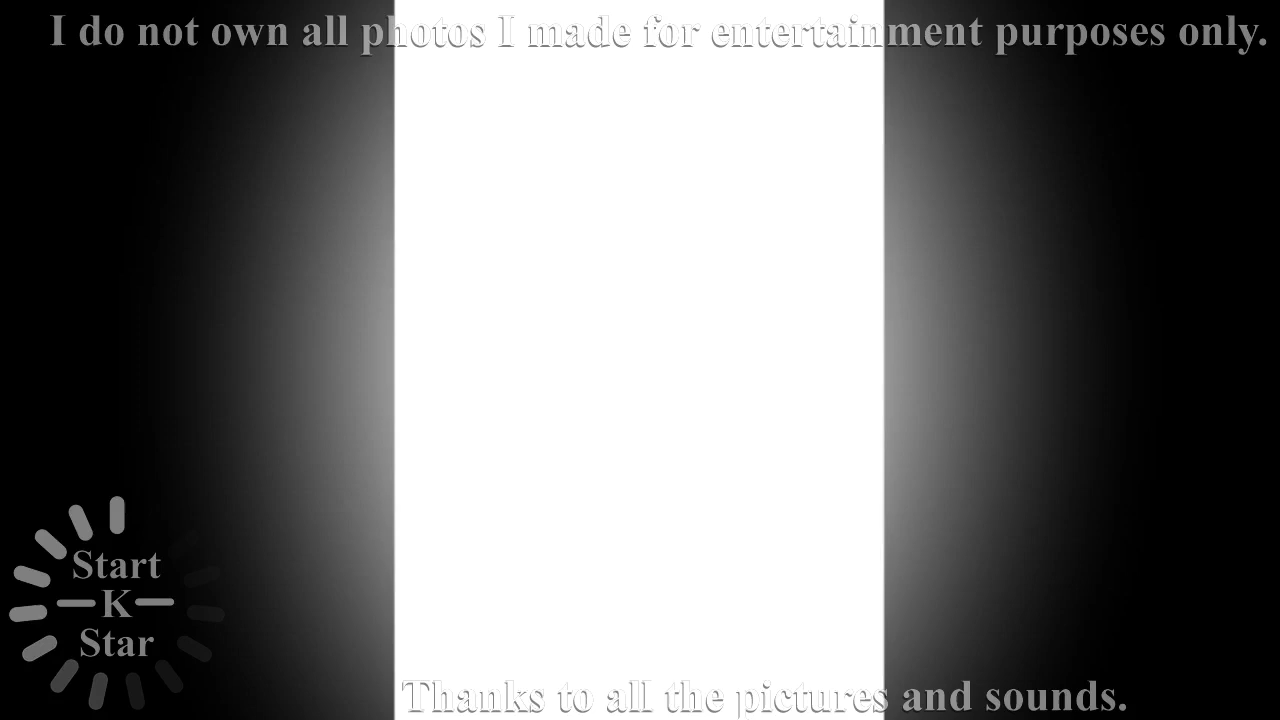 I do not own all photos I made for entertainment purposes only.
Start
K
Star
Thanks to all the pictures and sounds.